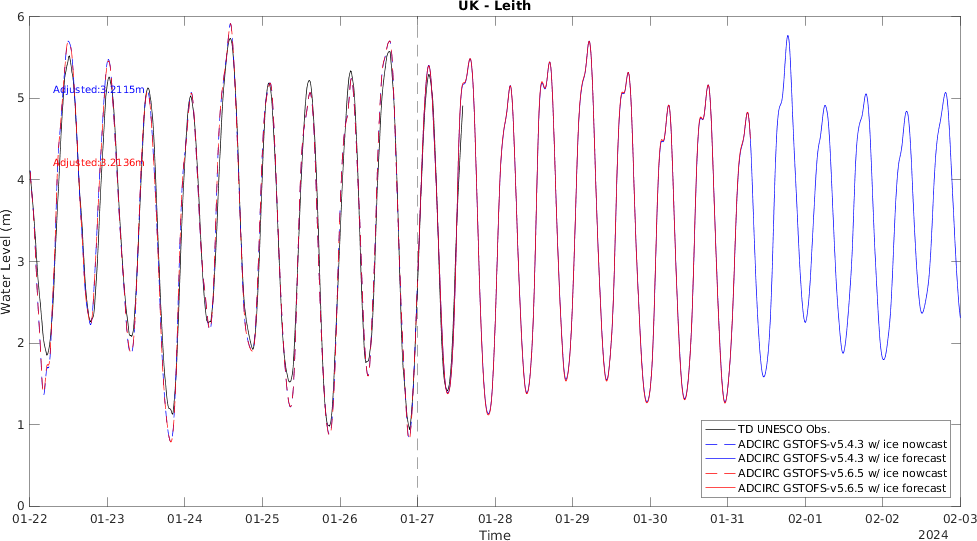 UK - Leith
6
5
4
3
2
1
0
Water Level (m)
Adjusted:3.2115m
Adjusted:3.2136m
TD UNESCO Obs.
ADCIRC GSTOFS-v5.4.3 w/ ice nowcast
ADCIRC GSTOFS-v5.4.3 w/ ice forecast
ADCIRC GSTOFS-v5.6.5 w/ ice nowcast
ADCIRC GSTOFS-v5.6.5 w/ ice forecast
01-22 01-23 01-24 01-25 01-26 01-27 01-28 01-29 01-30 01-31 02-01 02-02 02-03
Time
2024